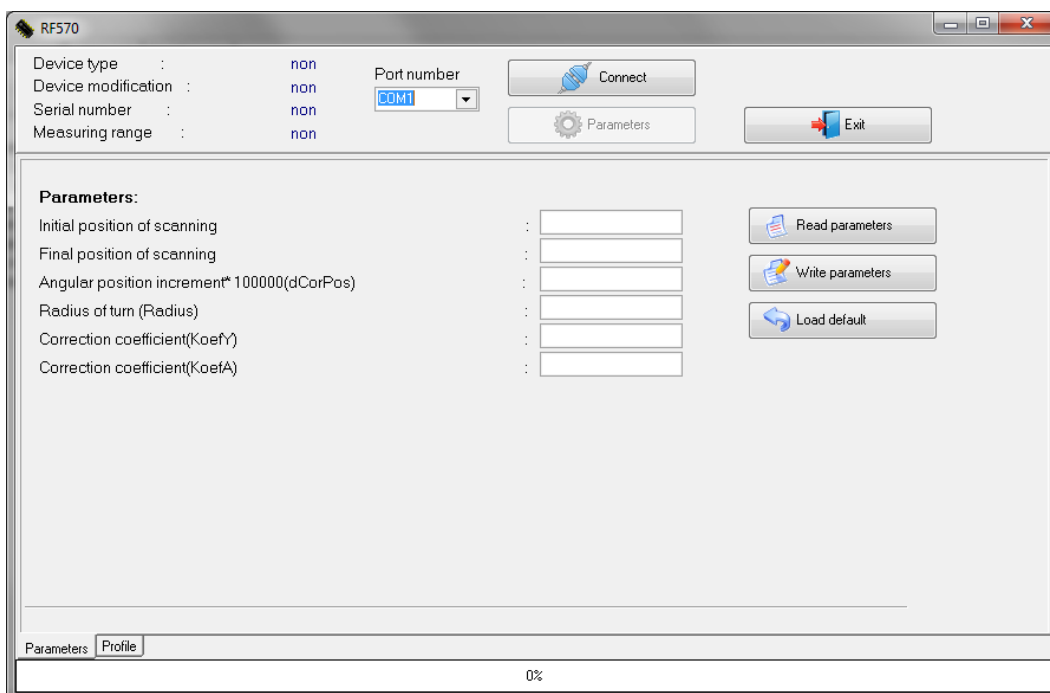 RF570
Device type : non
Device modification : non
Serial number : non
Measuring range : non
Port number
COM1
Connect
Parameters
Exit
Parameters:
Initial position of scanning :
Final position of scanning :
Angular position increment* 100000(dCorPos) :
Radius of turn (Radius) :
Correction coefficient(KoefY) :
Correction coefficient(KoefA) :
Read parameters
Write parameters
Load default
Parameters Profile
0%